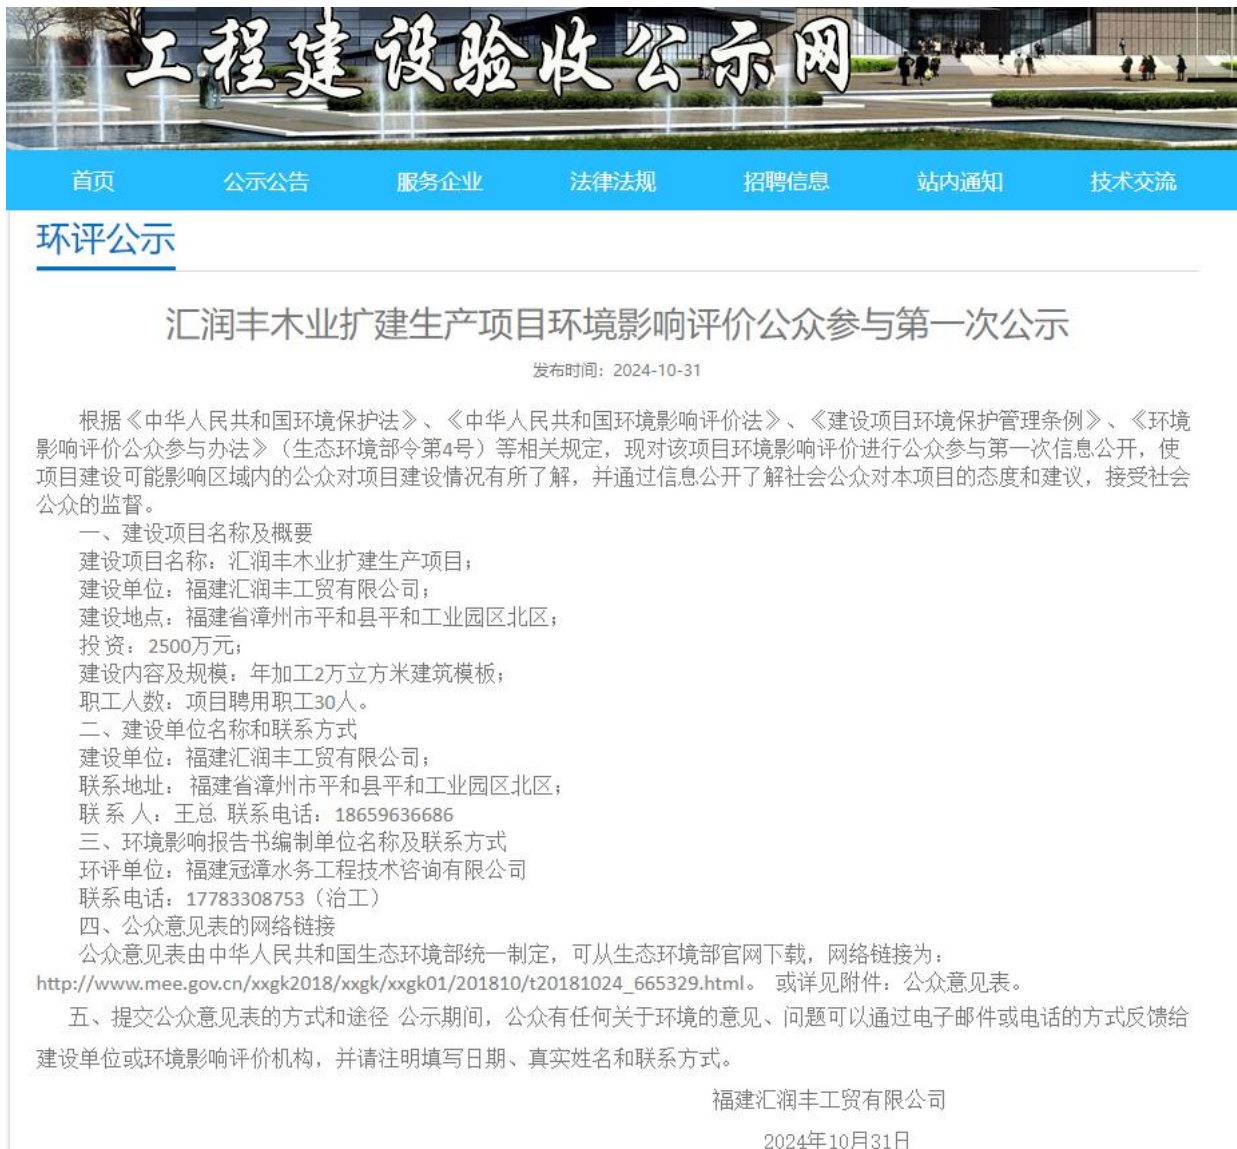 工程建设验收公示网
首页 公示公告 服务企业 法律法规 招聘信息 站内通知 技术交流
环评公示
汇润丰木业扩建生产项目环境影响评价公众参与第一次公示
发布时间：2024-10-31
根据《中华人民共和国环境保护法》、《中华人民共和国环境影响评价法》、《建设项目环境保护管理条例》、《环境
影响评价公众参与办法》（生态环境部令第4号）等相关规定，现对该项目环境影响评价进行公众参与第一次信息公开，使
项目建设可能影响区域内的公众对项目建设情况有所了解，并通过信息公开了解社会公众对本项目的态度和建议，接受社会
公众的监督。
一、建设项目名称及概要
建设项目名称：汇润丰木业扩建生产项目；
建设单位：福建汇润丰工贸有限公司；
建设地点：福建省漳州市平和县平和工业园区北区；
投 资：2500万元；
建设内容及规模：年加工2万立方米建筑模板；
职工人数：项目聘用职工30人。
二、建设单位名称和联系方式
建设单位：福建汇润丰工贸有限公司；
联系地址： 福建省漳州市平和县平和工业园区北区；
联 系 人：王总 联系电话：18659636686
三、环境影响报告书编制单位名称及联系方式
环评单位：福建冠漳水务工程技术咨询有限公司
联系电话：17783308753（治工）
四、公众意见表的网络链接
公众意见表由中华人民共和国生态环境部统一制定，可从生态环境部官网下载，网络链接为：
http://www.mee.gov.cn/xxgk2018/xxgk/xxgk01/201810/t20181024_665329.html。 或详见附件：公众意见表。
五、提交公众意见表的方式和途径 公示期间，公众有任何关于环境的意见、问题可以通过电子邮件或电话的方式反馈给
建设单位或环境影响评价机构，并请注明填写日期、真实姓名和联系方式。
福建汇润丰工贸有限公司
2024年10月31日